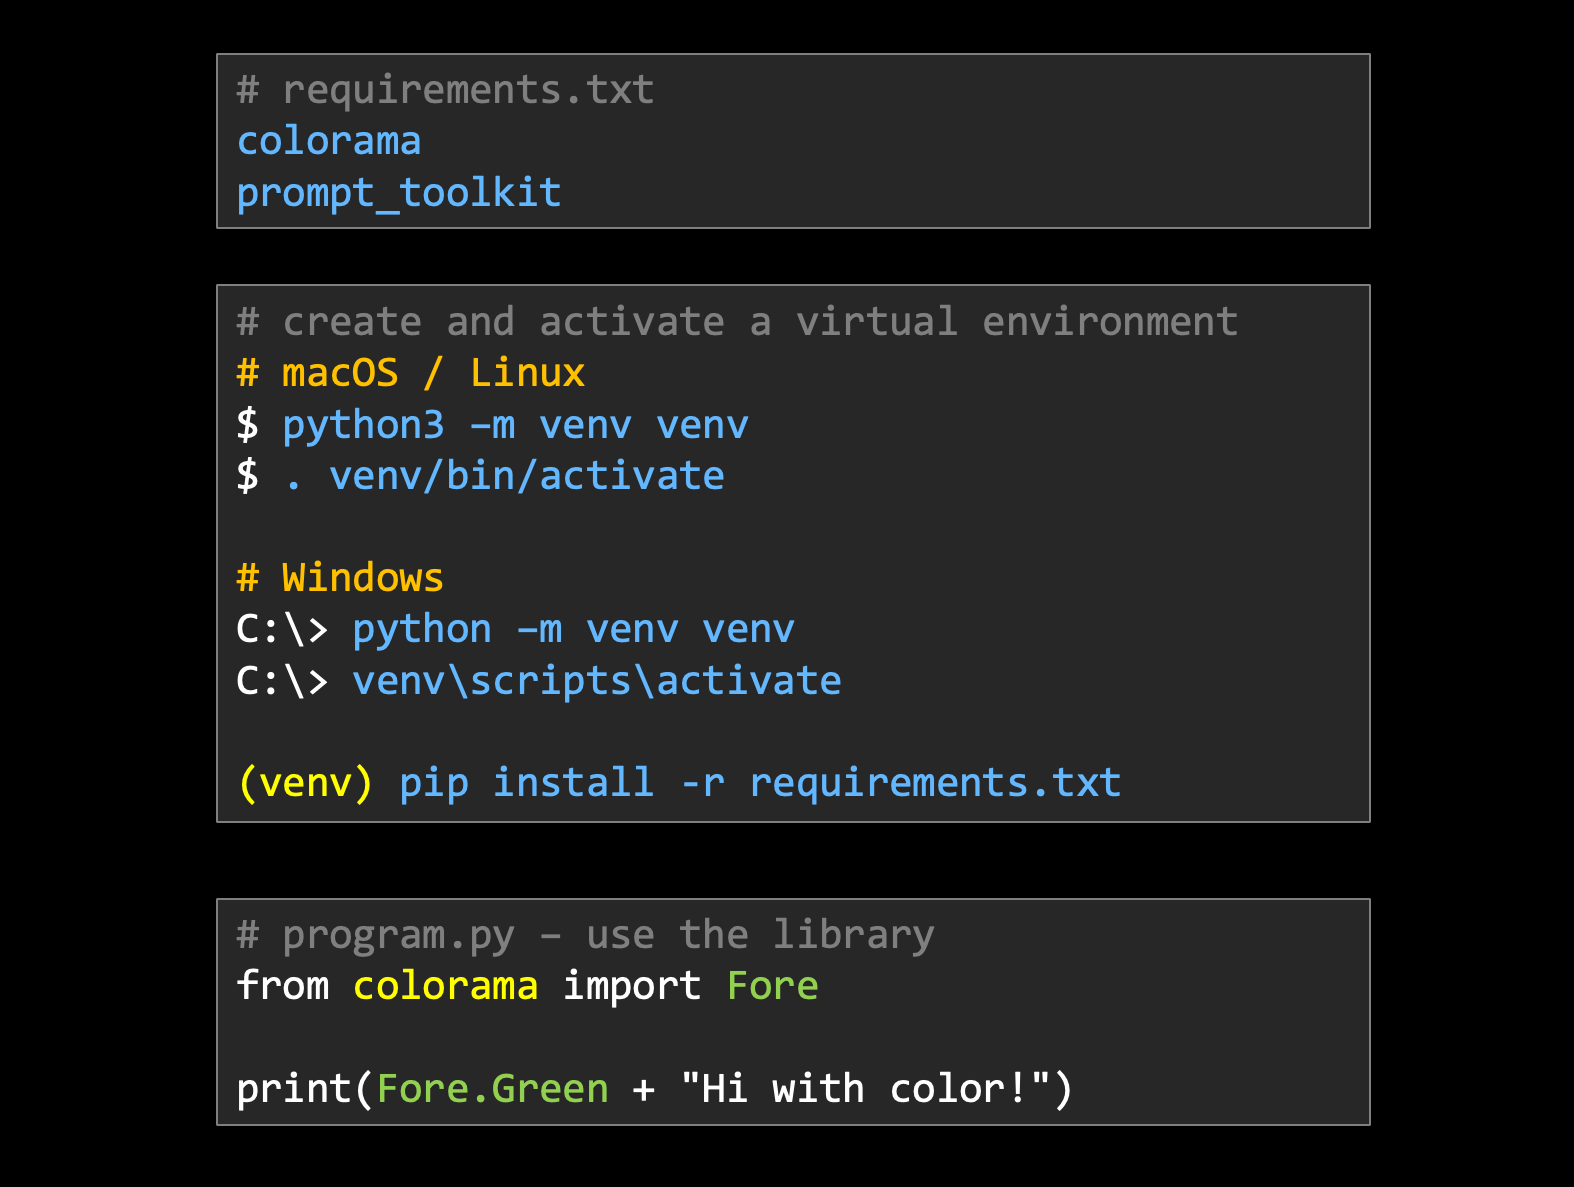 # requirements.txt
colorama
prompt_toolkit
# create and activate a virtual environment
# macOS / Linux
$ python3 –m venv venv
$ . venv/bin/activate
# Windows
C:\> python –m venv venv
C:\> venv\scripts\activate
(venv) pip install -r requirements.txt
# program.py – use the library
from colorama import Fore
print(Fore.Green + "Hi with color!")